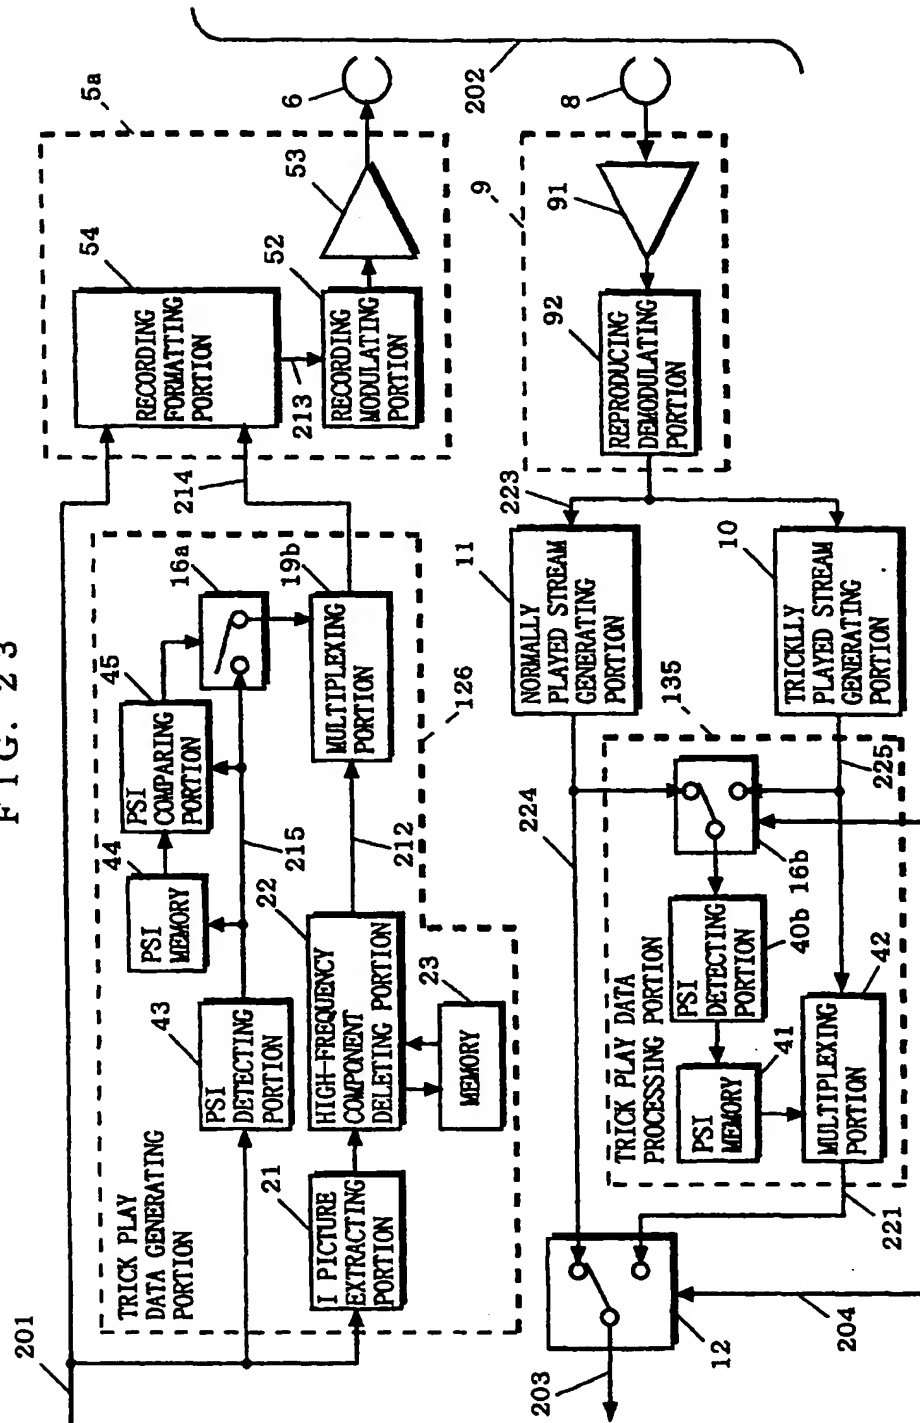 FIG. 23
201
TRICK PLAY
DATA GENERATING
PORTION
43
PSI
DETECTING
PORTION
44
PSI
MEMORY
45
PSI
COMPARING
PORTION
215
16a
21
I PICTURE
EXTRACTING
PORTION
22
HIGH-FREQUENCY
COMPONENT
DELETING PORTION
23
MEMORY
212
19b
MULTIPLEXING
PORTION
126
214
5a
54
RECORDING
FORMATTING
PORTION
213
52
RECORDING
MODULATING
PORTION
53
6
202
8
9
91
92
REPRODUCING
DEMODULATING
PORTION
223
11
NORMALLY
PLAYED STREAM
GENERATING
PORTION
10
TRICKLY
PLAYED STREAM
GENERATING
PORTION
224
225
135
TRICK PLAY DATA
PROCESSING PORTION
16b
40b
PSI
DETECTING
PORTION
41
PSI
MEMORY
42
MULTIPLEXING
PORTION
221
12
203
204